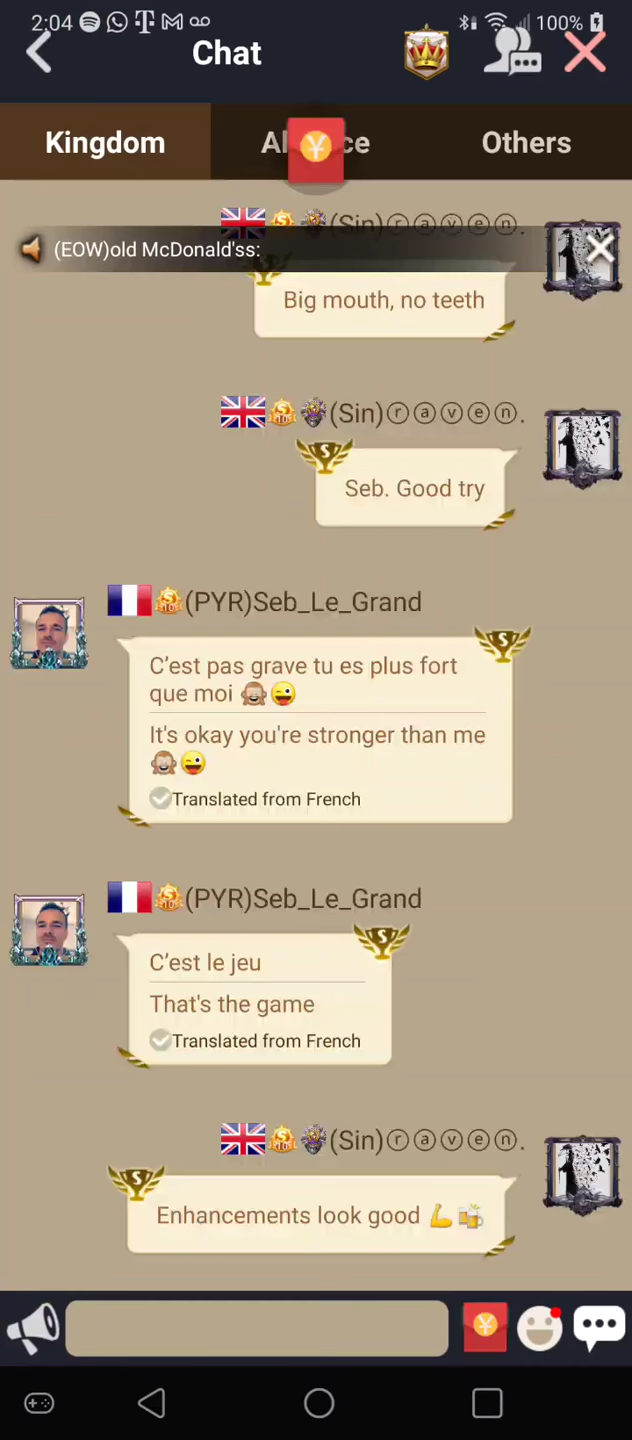 2:04 100%
Chat
Kingdom Al ce Others
(Sin)ⓡⓐⓥⓔⓝ.
(EOW)old McDonald'ss:
Big mouth, no teeth
(Sin)ⓡⓐⓥⓔⓝ.
Seb. Good try
(PYR)Seb_Le_Grand
C’est pas grave tu es plus fort
que moi 🙈😜
It's okay you're stronger than me
🙈😜
Translated from French
(PYR)Seb_Le_Grand
C’est le jeu
That's the game
Translated from French
(Sin)ⓡⓐⓥⓔⓝ.
Enhancements look good 💪🍻